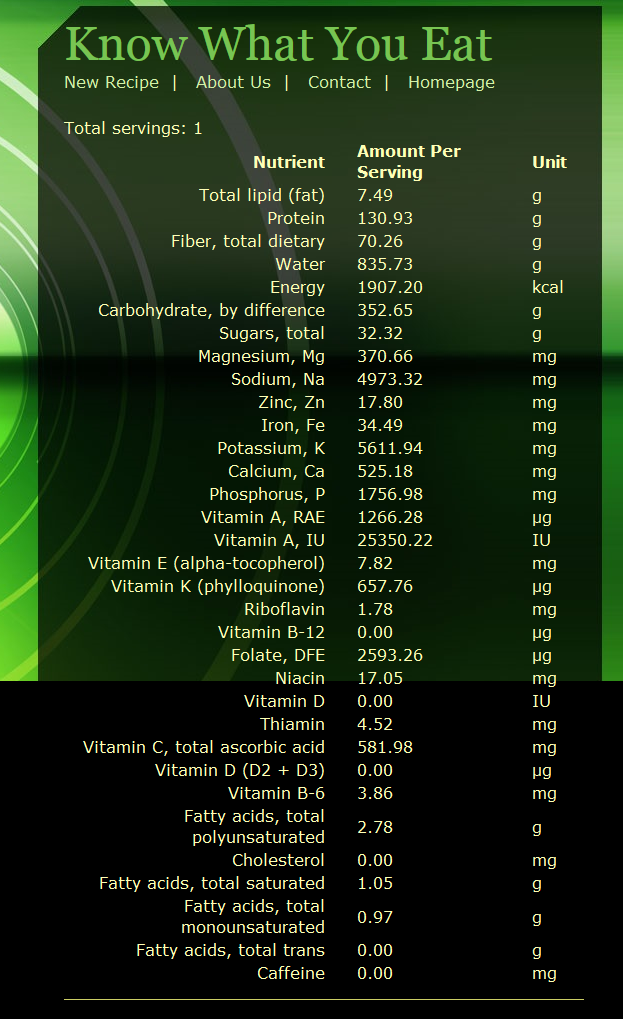 Know What You Eat
New Recipe | About Us | Contact | Homepage
Total servings: 1
Nutrient Amount Per Serving Unit
Total lipid (fat) 7.49 g
Protein 130.93 g
Fiber, total dietary 70.26 g
Water 835.73 g
Energy 1907.20 kcal
Carbohydrate, by difference 352.65 g
Sugars, total 32.32 g
Magnesium, Mg 370.66 mg
Sodium, Na 4973.32 mg
Zinc, Zn 17.80 mg
Iron, Fe 34.49 mg
Potassium, K 5611.94 mg
Calcium, Ca 525.18 mg
Phosphorus, P 1756.98 mg
Vitamin A, RAE 1266.28 µg
Vitamin A, IU 25350.22 IU
Vitamin E (alpha-tocopherol) 7.82 mg
Vitamin K (phylloquinone) 657.76 µg
Riboflavin 1.78 mg
Vitamin B-12 0.00 µg
Folate, DFE 2593.26 µg
Niacin 17.05 mg
Vitamin D 0.00 IU
Thiamin 4.52 mg
Vitamin C, total ascorbic acid 581.98 mg
Vitamin D (D2 + D3) 0.00 µg
Vitamin B-6 3.86 mg
Fatty acids, total
polyunsaturated 2.78 g
Cholesterol 0.00 mg
Fatty acids, total saturated 1.05 g
Fatty acids, total
monounsaturated 0.97 g
Fatty acids, total trans 0.00 g
Caffeine 0.00 mg